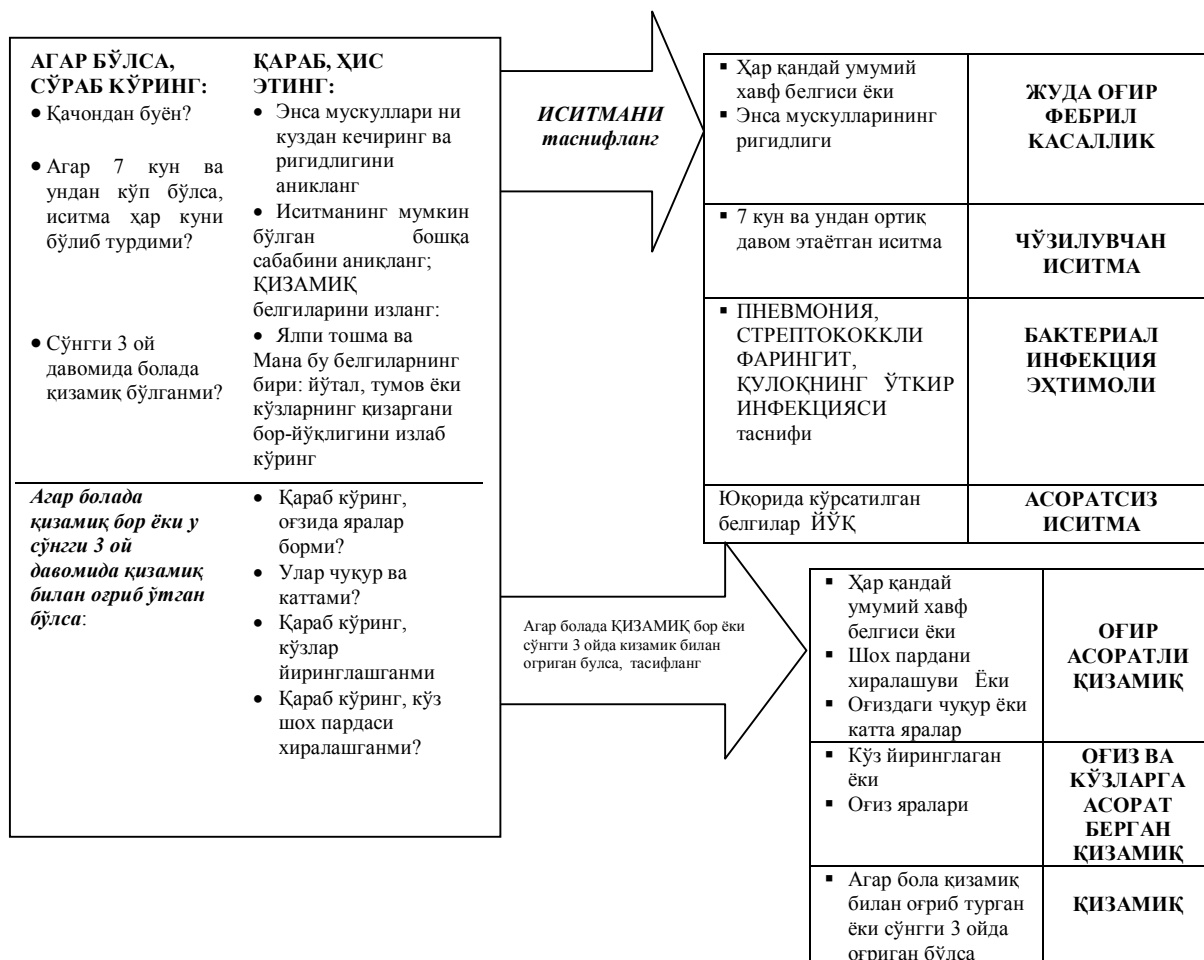 АГАР БЎЛСА,
СЎРАБ КЎРИНГ:
• Қачондан буён?
• Агар 7 кун ва
ундан кўп бўлса,
иситма ҳар куни
бўлиб турдими?
• Сўнгги 3 ой
давомида болада
қизамиқ бўлганми?
ҚАРАБ, ҲИС
ЭТИНГ:
• Энса мускуллари ни
куздан кечиринг ва
ригидлигини
аникланг
• Иситманинг мумкин
бўлган бошқа
сабабини аниқланг;
ҚИЗАМИҚ
белгиларини изланг:
• Ялпи тошма ва
Мана бу белгиларнинг
бири: йўтал, тумов ёки
кўзларнинг қизаргани
бор-йўқлигини излаб
кўринг
Агар болада
қизамиқ бор ёки у
сўнгги 3 ой
давомида қизамиқ
билан оғриб ўтган
бўлса:
• Қараб кўринг,
оғзида яралар
борми?
• Улар чуқур ва
каттами?
• Қараб кўринг,
кўзлар
йиринглашганми
• Қараб кўринг, кўз
шох пардаси
хиралашганми?
ИСИТМАНИ
таснифланг
▪ Ҳар қандай умумий
хавф белгиси ёки
▪ Энса мускулларининг
ригидлиги
ЖУДА ОҒИР
ФЕБРИЛ
КАСАЛЛИК
▪ 7 кун ва ундан ортиқ
давом этаётган иситма
ЧЎЗИЛУВЧАН
ИСИТМА
▪ ПНЕВМОНИЯ,
СТРЕПТОКОККЛИ
ФАРИНГИТ,
ҚУЛОҚНИНГ ЎТКИР
ИНФЕКЦИЯСИ
таснифи
БАКТЕРИАЛ
ИНФЕКЦИЯ
ЭҲТИМОЛИ
Юқорида кўрсатилган
белгилар ЙЎҚ
АСОРАТСИЗ
ИСИТМА
Агар болада ҚИЗАМИҚ бор ёки
сўнгги 3 ойда кизамик билан
огриган булса, тасифланг
▪ Ҳар қандай
умумий хавф
белгиси ёки
▪ Шох пардани
хиралашуви Ёки
▪ Оғиздаги чуқур ёки
катта яралар
ОҒИР
АСОРАТЛИ
ҚИЗАМИҚ
▪ Кўз йиринглаган
ёки
▪ Оғиз яралари
ОҒИЗ ВА
КЎЗЛАРГА
АСОРАТ
БЕРГАН
ҚИЗАМИҚ
▪ Агар бола қизамиқ
билан оғриб турган
ёки сўнгги 3 ойда
оғриган бўлса
ҚИЗАМИҚ